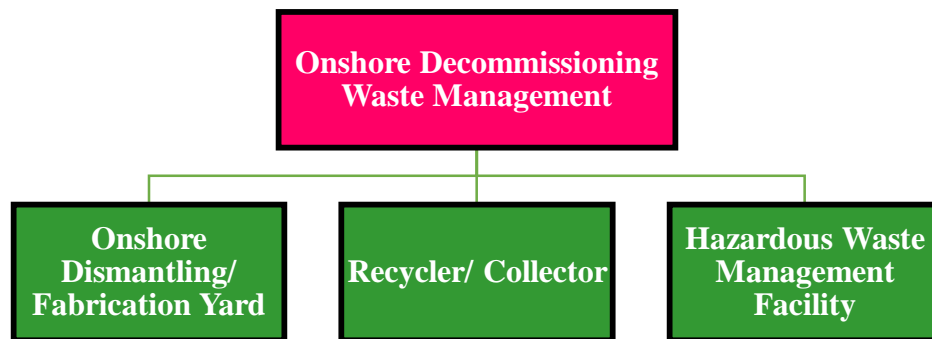 Onshore Decommissioning
Waste Management
Onshore
Dismantling/
Fabrication Yard
Recycler/ Collector
Hazardous Waste
Management
Facility